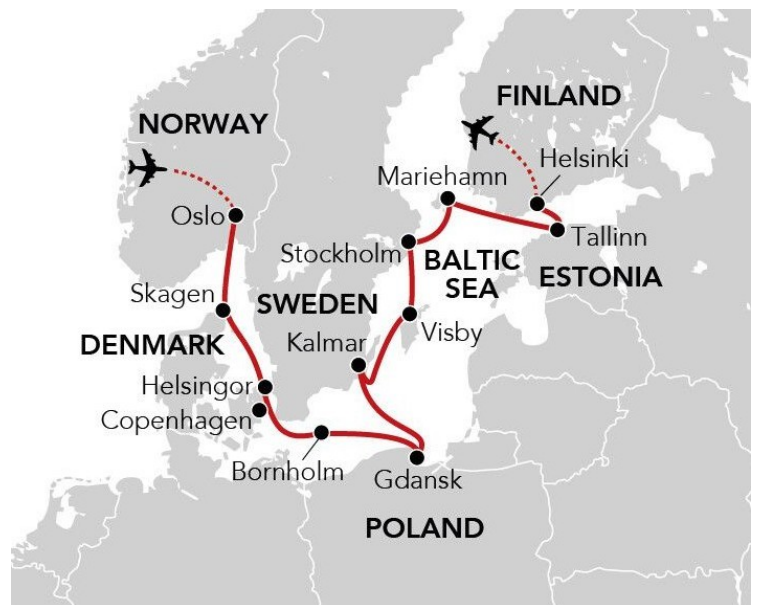 FINLAND
NORWAY
Helsinki
Mariehamn
Oslo
Tallinn
Stockholm
BALTIC
SEA
ESTONIA
Skagen
SWEDEN
Visby
DENMARK
Kalmar
Helsingor
Copenhagen
Bornholm
Gdansk
POLAND